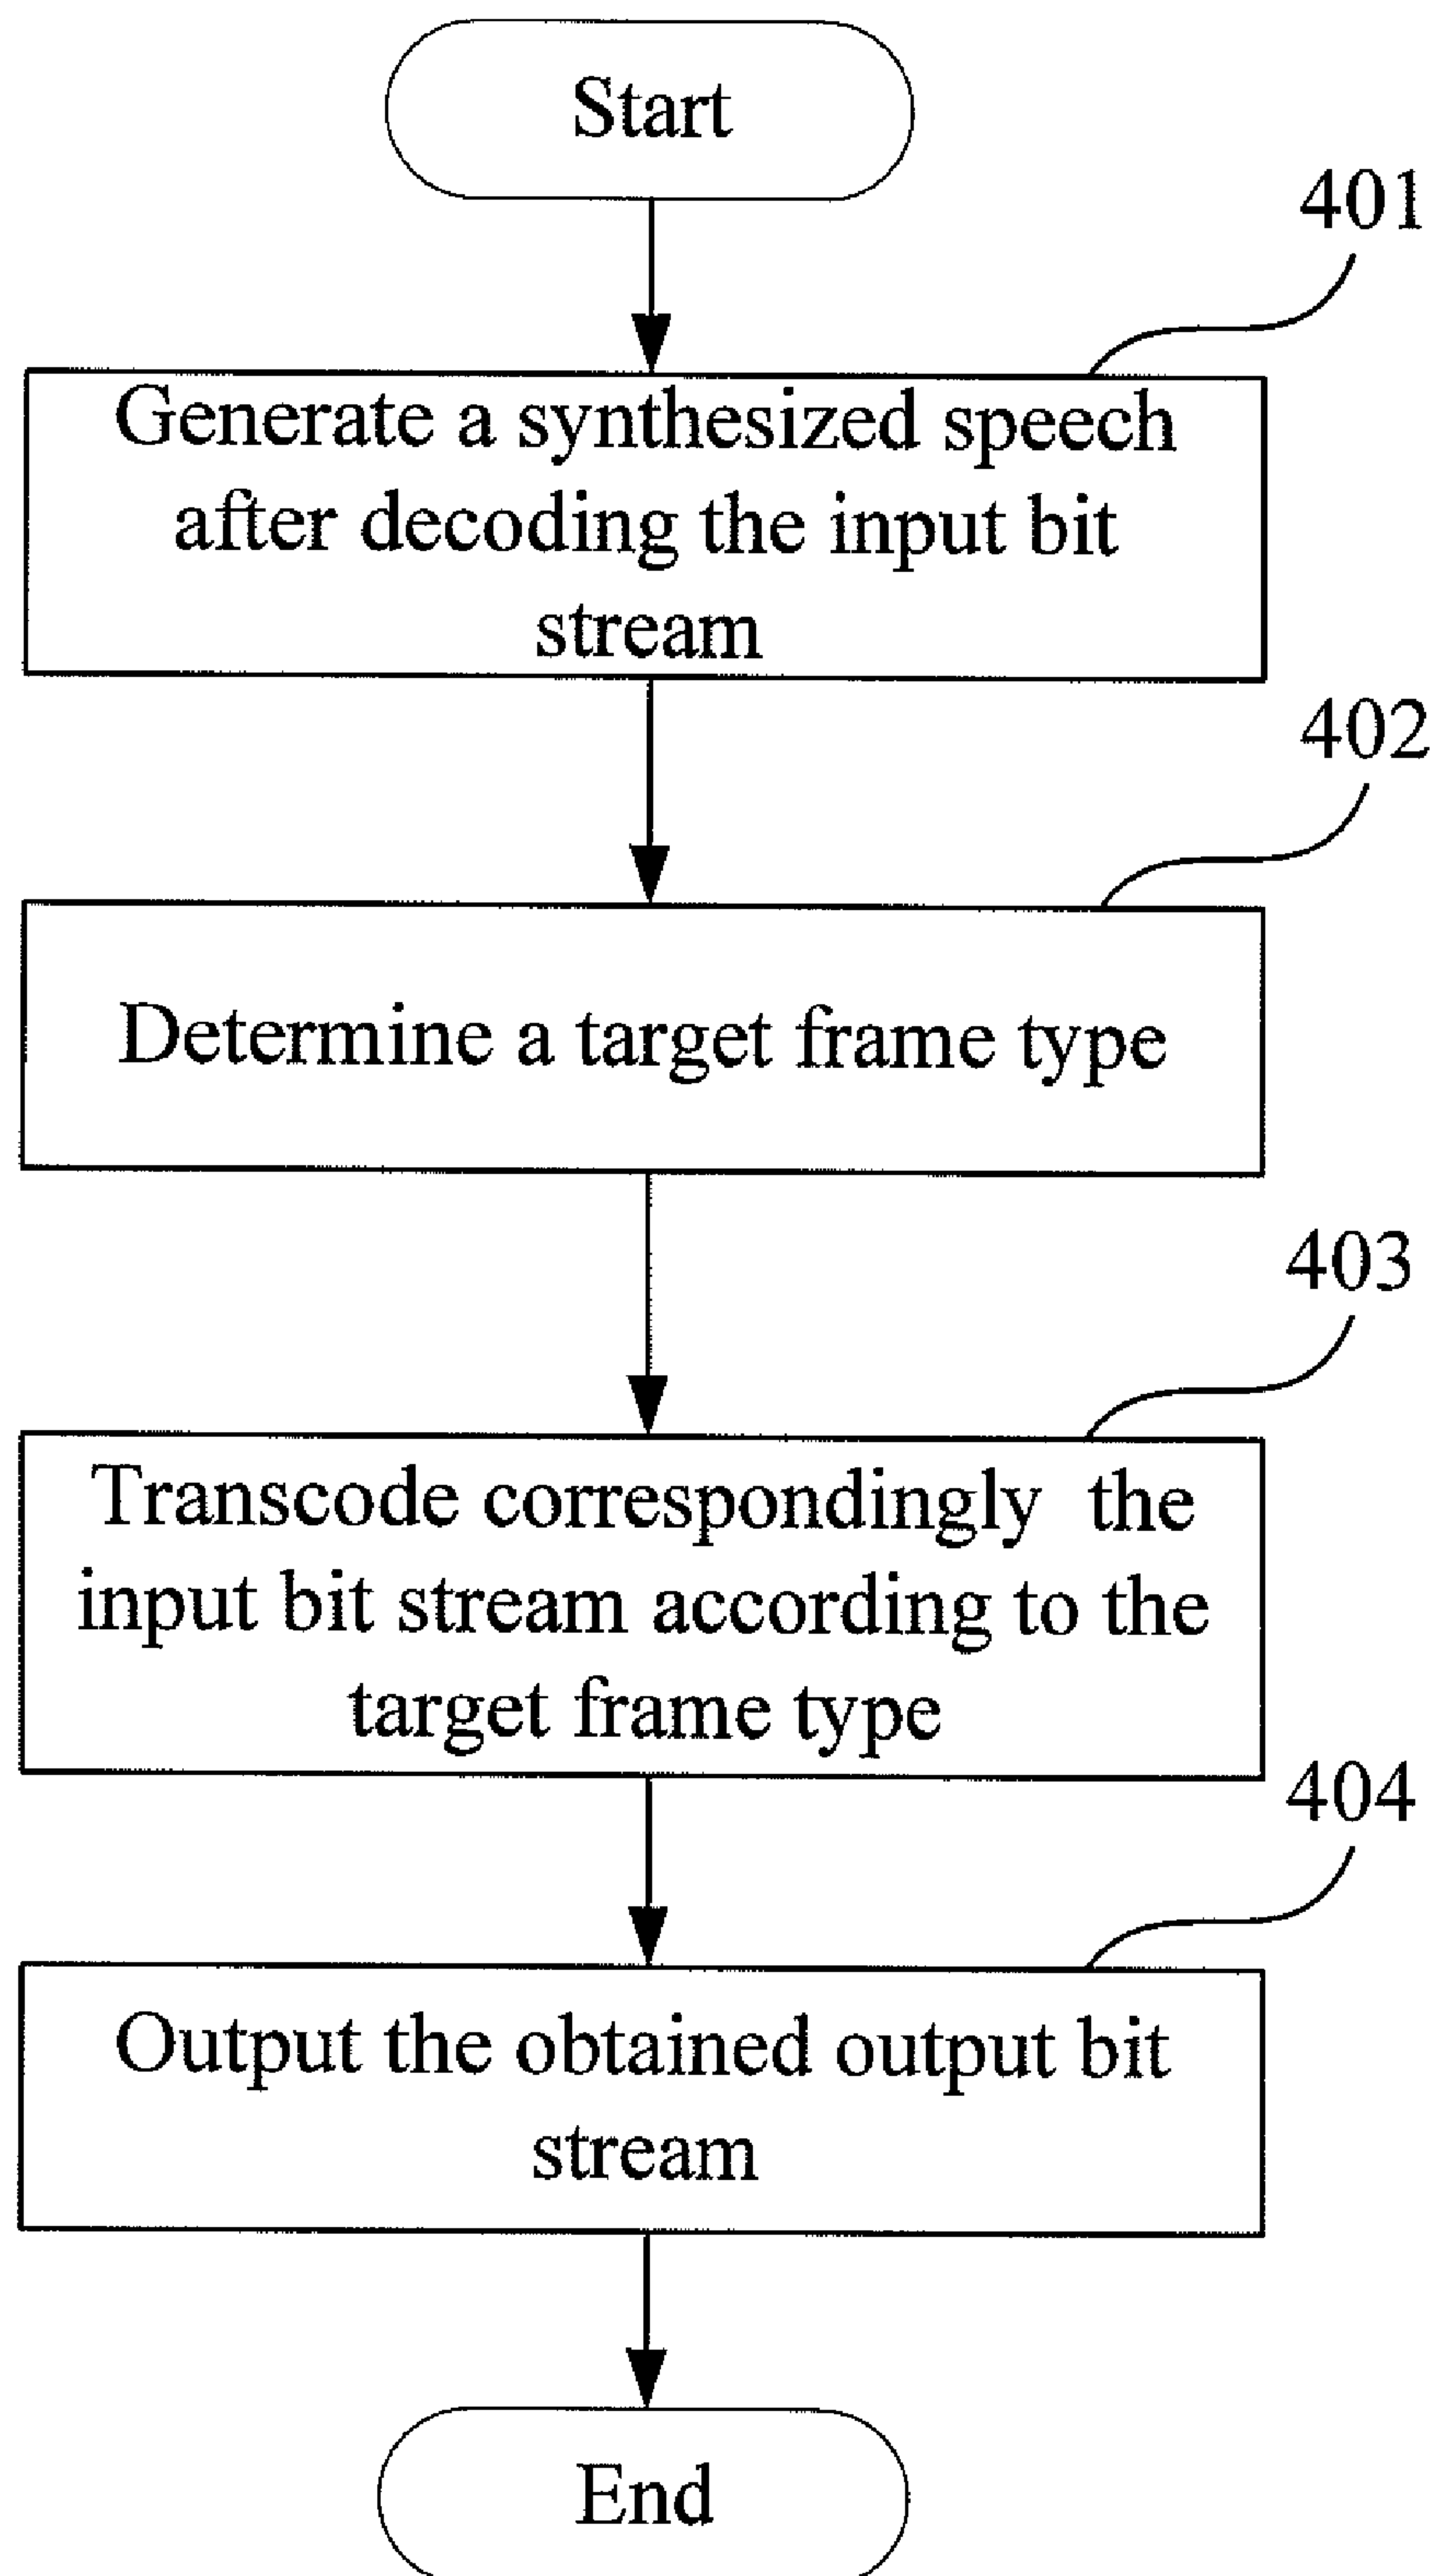 Start
401
Generate a synthesized speech
after decoding the input bit
stream
402
Determine a target frame type
403
Transcode correspondingly the
input bit stream according to the
target frame type
404
Output the obtained output bit
stream
End